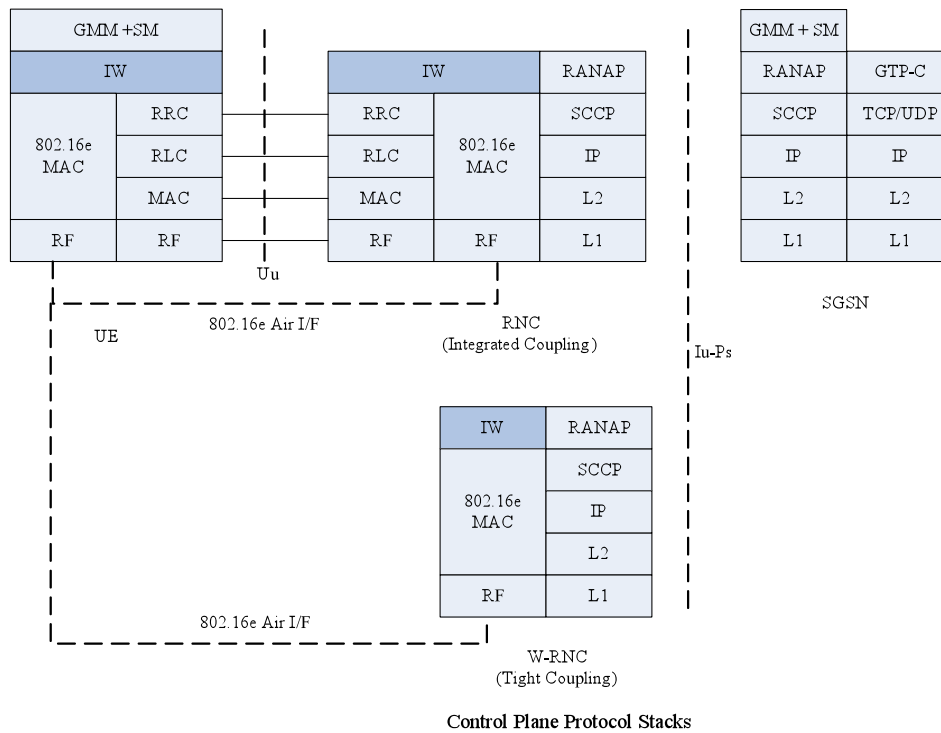 GMM +SM
IW
802.16e
MAC
RRC
RLC
MAC
RF
RF
Uu
UE
802.16e Air I/F
IW
RANAP
RRC
RLC
MAC
802.16e
MAC
SCCP
IP
L2
RF
RF
L1
RNC
(Integrated Coupling)
Iu-Ps
GMM + SM
RANAP
GTP-C
SCCP
TCP/UDP
IP
IP
L2
L2
L1
L1
SGSN
IW
RANAP
802.16e
MAC
SCCP
IP
L2
RF
L1
802.16e Air I/F
W-RNC
(Tight Coupling)
Control Plane Protocol Stacks